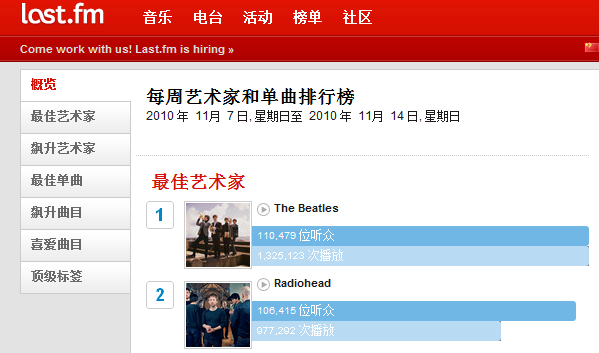 last.fm
音乐 电台 活动 榜单 社区
Come work with us! Last.fm is hiring »
概览
最佳艺术家
飙升艺术家
最佳单曲
飙升曲目
喜爱曲目
顶级标签
每周艺术家和单曲排行榜
2010 年 11月 7 日, 星期日至 2010 年 11月 14 日, 星期日
最佳艺术家
1
The Beatles
110,479 位听众
1,325,123 次播放
2
Radiohead
106,415 位听众
977,292 次播放